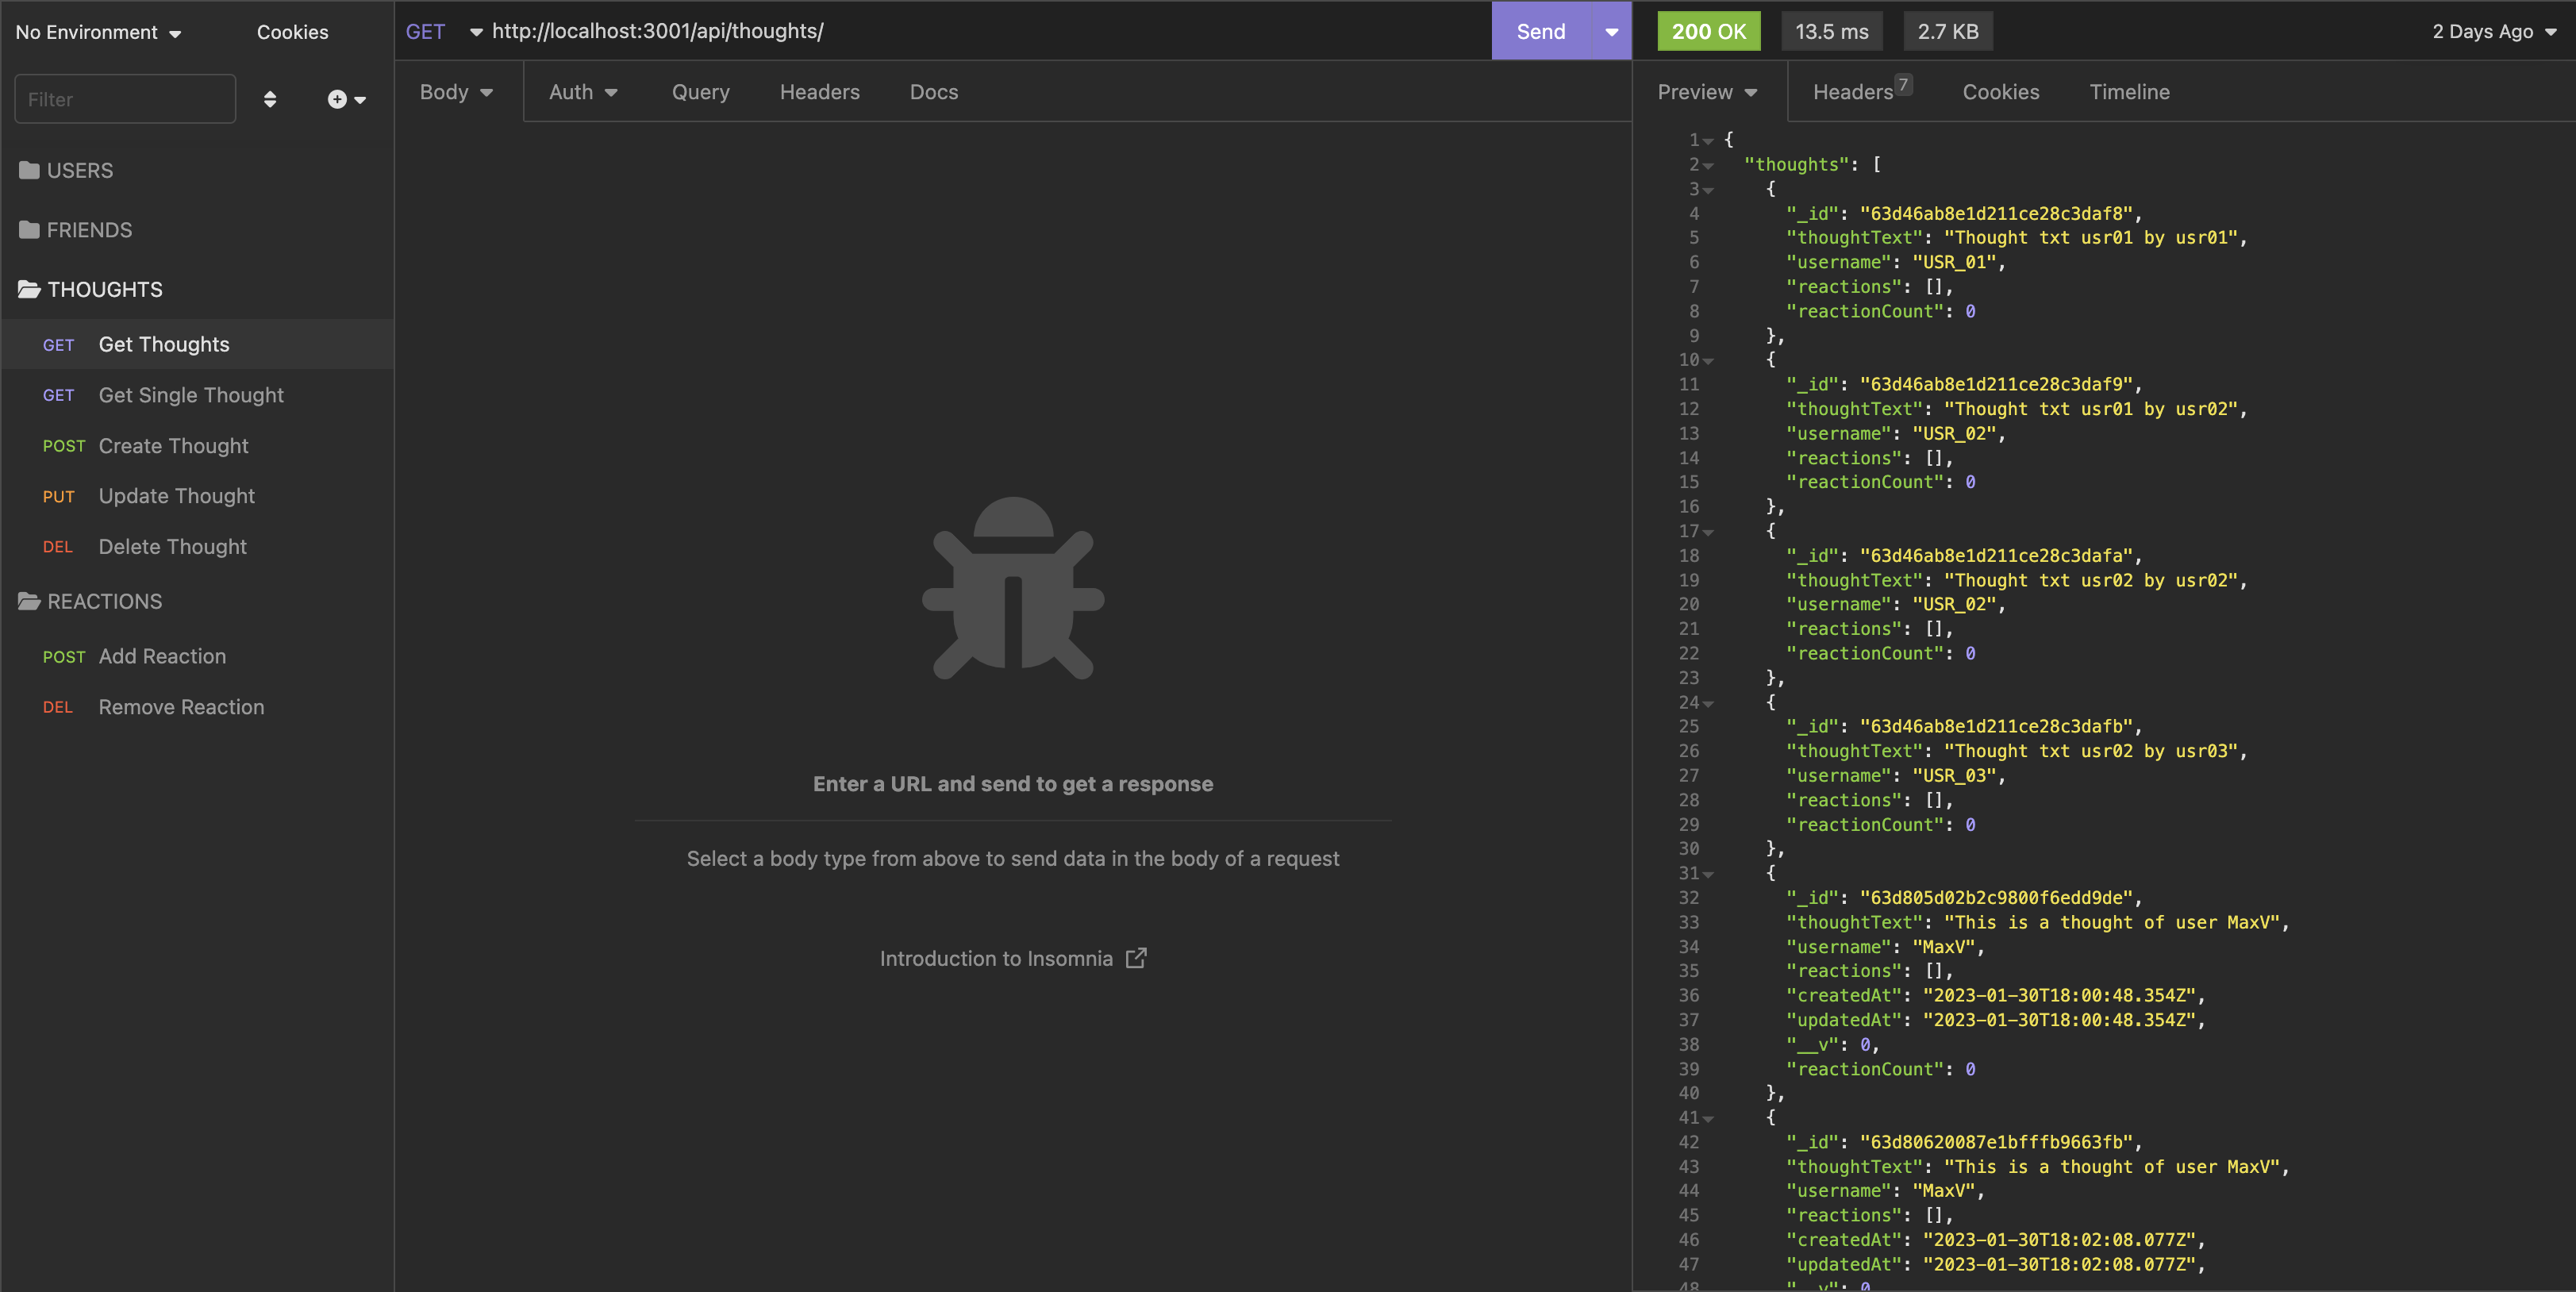 No Environment
Cookies
Filter
USERS
FRIENDS
THOUGHTS
GET Get Thoughts
GET Get Single Thought
POST Create Thought
PUT Update Thought
DEL Delete Thought
REACTIONS
POST Add Reaction
DEL Remove Reaction
GET http://localhost:3001/api/thoughts/
Send
Body
Auth
Query
Headers
Docs
Enter a URL and send to get a response
Select a body type from above to send data in the body of a request
Introduction to Insomnia
200 OK
13.5 ms
2.7 KB
2 Days Ago
Preview
Headers 7
Cookies
Timeline
1 {
2 "thoughts": [
3 {
4 "_id": "63d46ab8e1d211ce28c3daf8",
5 "thoughtText": "Thought txt usr01 by usr01",
6 "username": "USR_01",
7 "reactions": [],
8 "reactionCount": 0
9 },
10 {
11 "_id": "63d46ab8e1d211ce28c3daf9",
12 "thoughtText": "Thought txt usr01 by usr02",
13 "username": "USR_02",
14 "reactions": [],
15 "reactionCount": 0
16 },
17 {
18 "_id": "63d46ab8e1d211ce28c3dafa",
19 "thoughtText": "Thought txt usr02 by usr02",
20 "username": "USR_02",
21 "reactions": [],
22 "reactionCount": 0
23 },
24 {
25 "_id": "63d46ab8e1d211ce28c3dafb",
26 "thoughtText": "Thought txt usr02 by usr03",
27 "username": "USR_03",
28 "reactions": [],
29 "reactionCount": 0
30 },
31 {
32 "_id": "63d805d02b2c9800f6edd9de",
33 "thoughtText": "This is a thought of user MaxV",
34 "username": "MaxV",
35 "reactions": [],
36 "createdAt": "2023-01-30T18:00:48.354Z",
37 "updatedAt": "2023-01-30T18:00:48.354Z",
38 "__v": 0,
39 "reactionCount": 0
40 },
41 {
42 "_id": "63d80620087e1bfffb9663fb",
43 "thoughtText": "This is a thought of user MaxV",
44 "username": "MaxV",
45 "reactions": [],
46 "createdAt": "2023-01-30T18:02:08.077Z",
47 "updatedAt": "2023-01-30T18:02:08.077Z",
48 "__v": 0